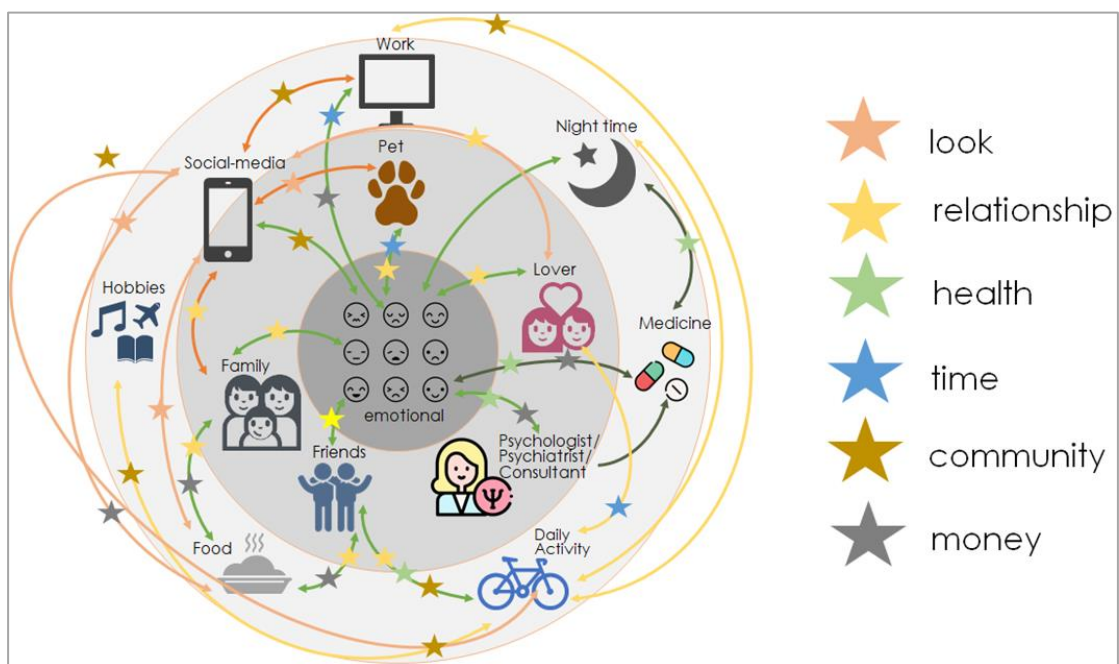 Work
Night time
Pet
Social-media
Lover
Hobbies
Medicine
Family
emotional
Friends
Psychologist/
Psychiatrist/
Consultant
Food
Daily
Activity
look
relationship
health
time
community
money